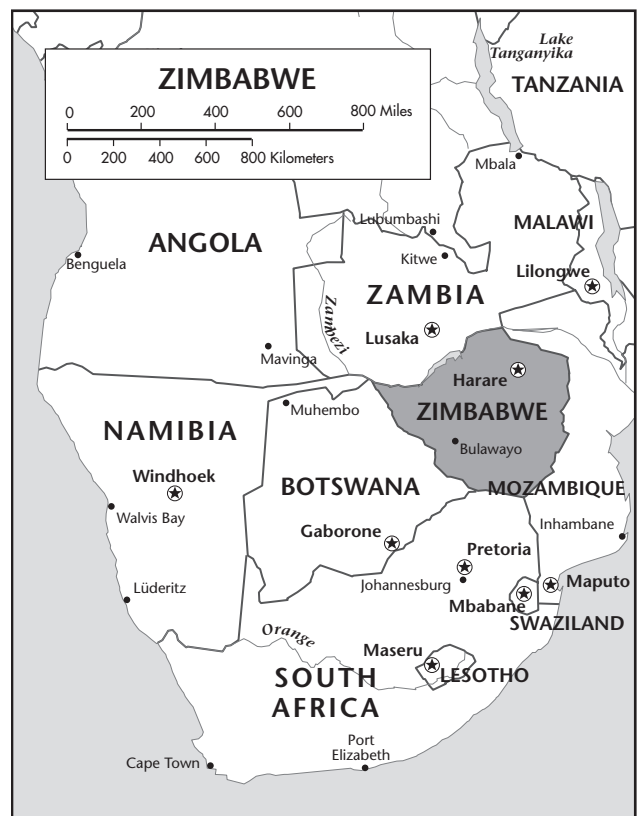 Lake
Tanganyika
TANZANIA
ZIMBABWE
0 200 400 600 800 Miles
0 200 400 600 800 Kilometers
Mbala
Lubumbashi
MALAWI
ANGOLA
Kitwe
Benguela
Lilongwe
ZAMBIA
Zambezi
Lusaka
Mavinga
Harare
Muhembo
ZIMBABWE
NAMIBIA
Bulawayo
Windhoek
BOTSWANA
MOZAMBIQUE
Walvis Bay
Inhambane
Gaborone
Pretoria
Johannesburg
Maputo
Lüderitz
Mbabane
SWAZILAND
Orange
Maseru
SOUTH
AFRICA
LESOTHO
Port
Elizabeth
Cape Town